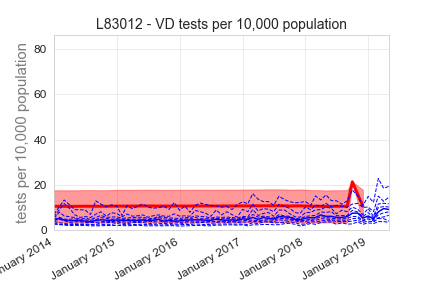 L83012 - VD tests per 10,000 population
tests per 10,000 population
80
60
40
20
0
January 2015
January 2016
January 2017
January 2018
January 2019